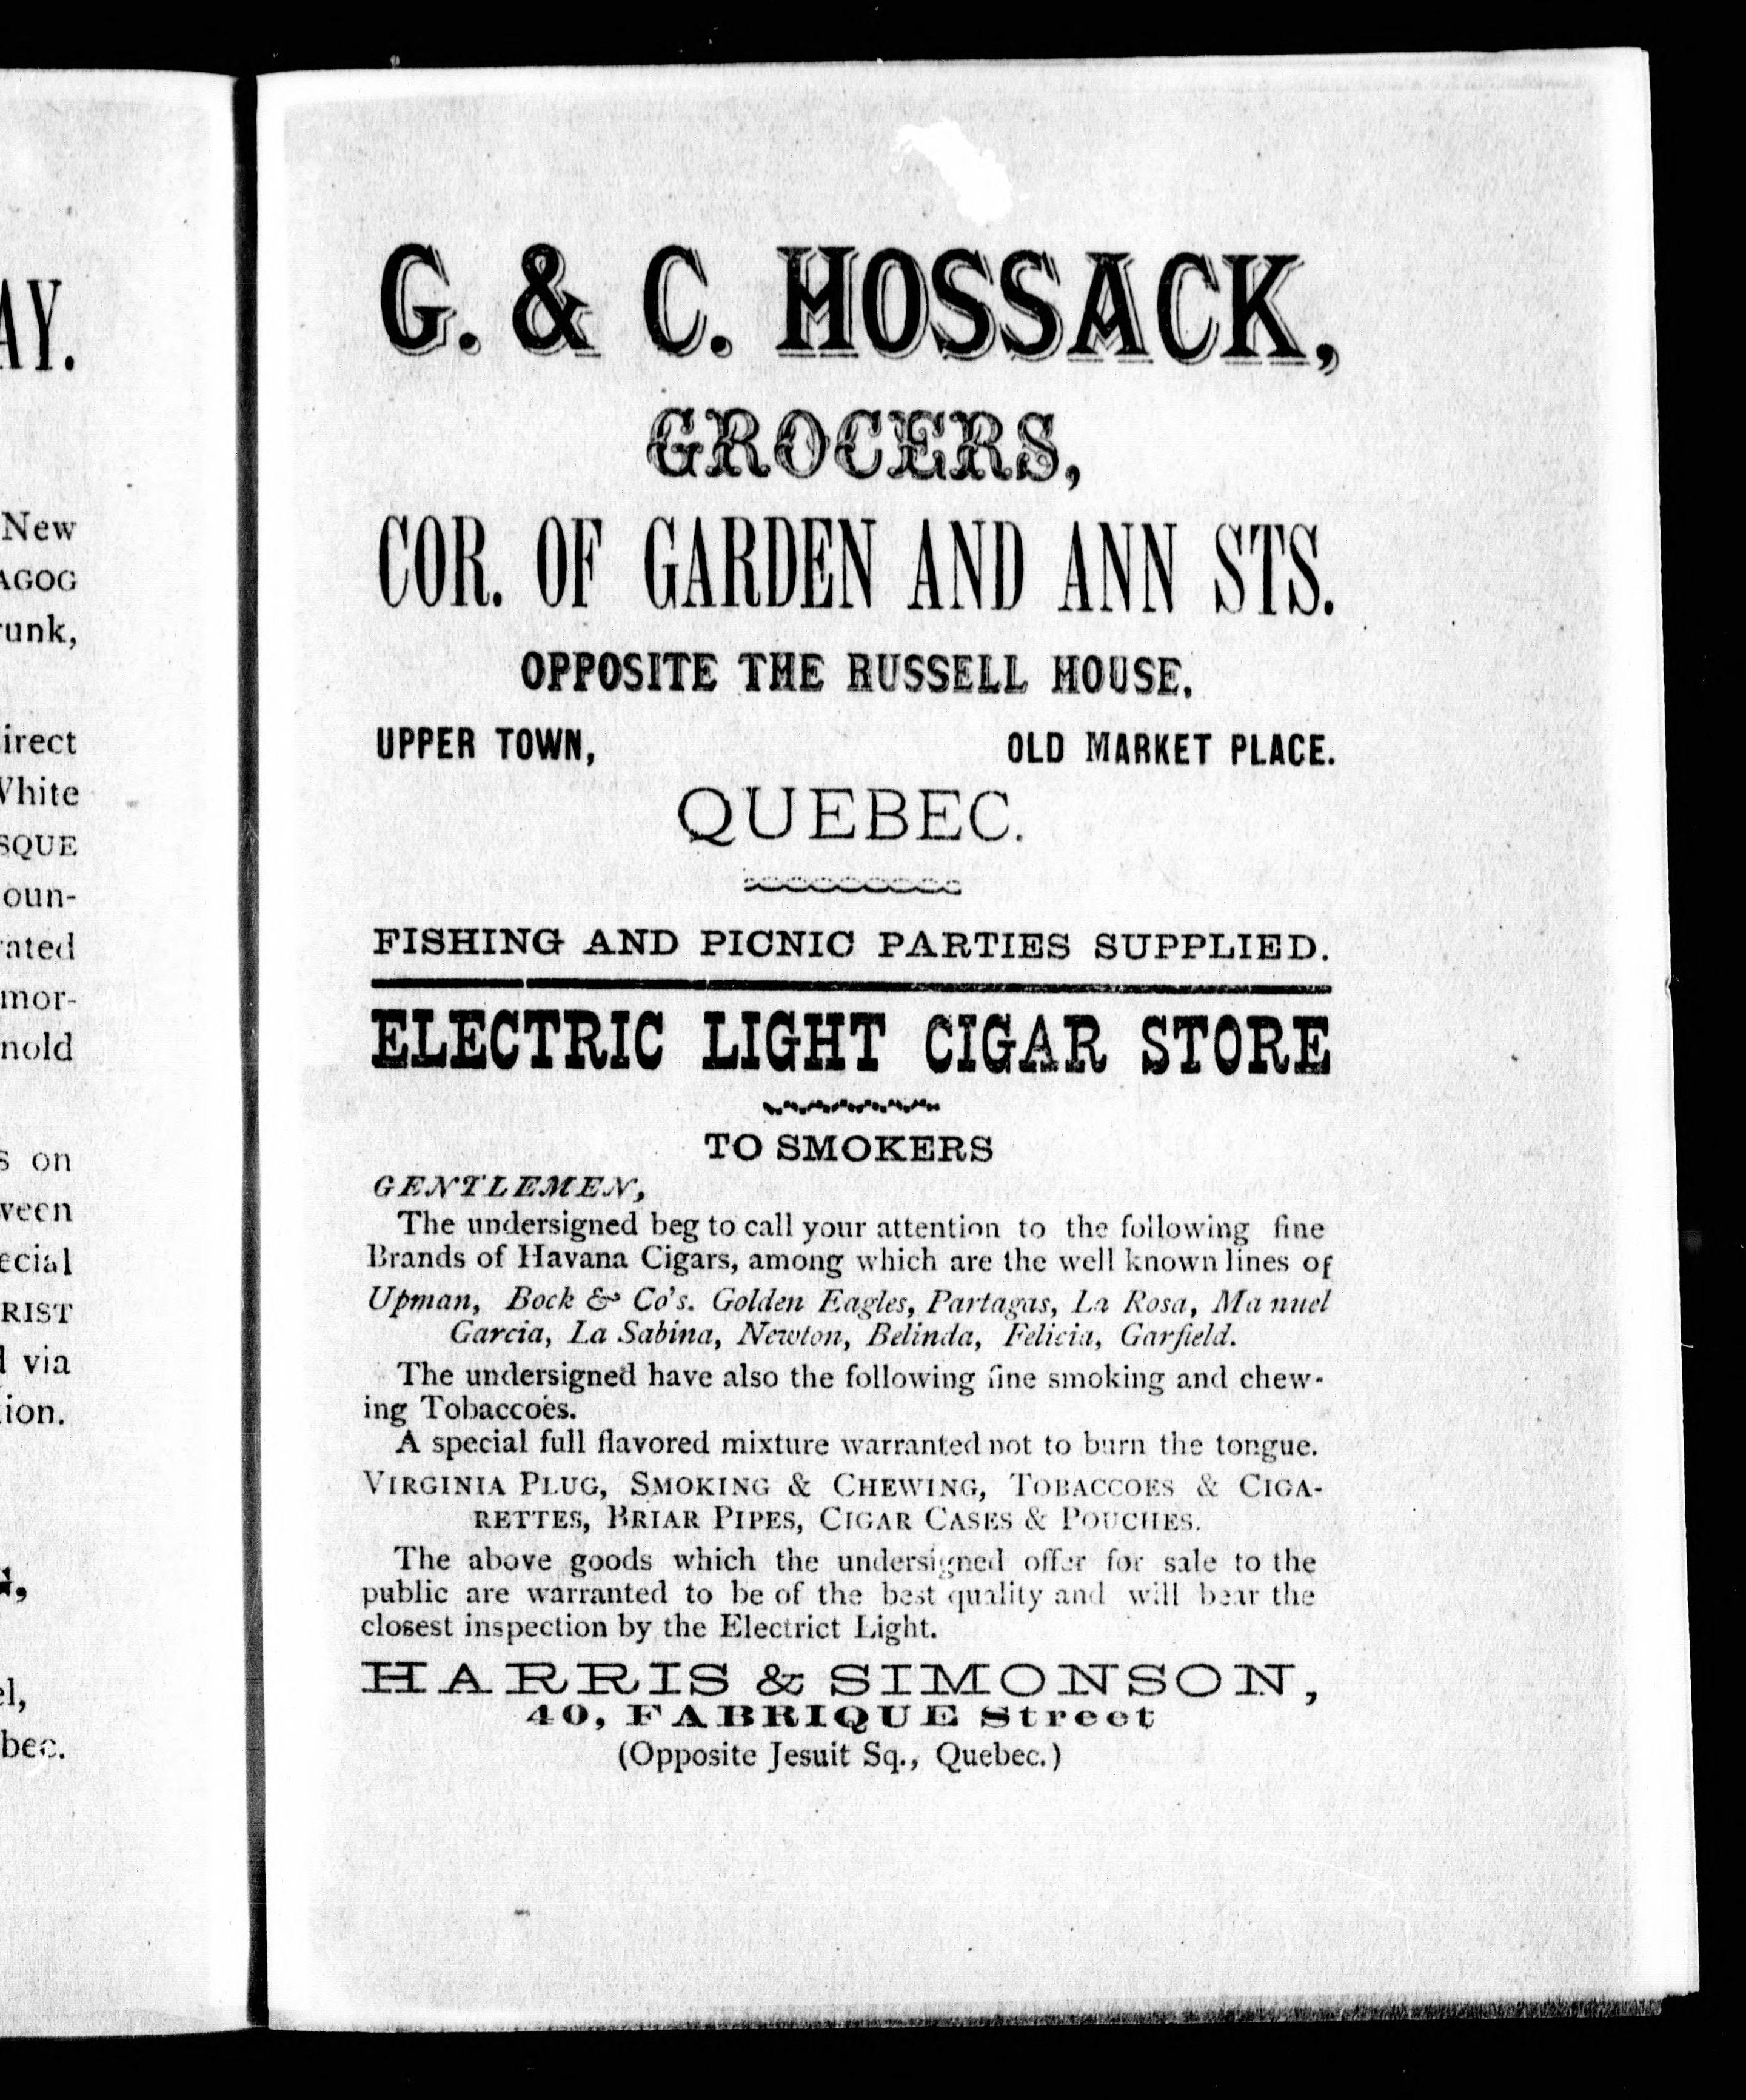 AY.
New
AGOG
runk,
irect
White
SQUE
oun-
rated
mor-
nold
s on
ween
ecial
RIST
l via
tion.
G,
el,
bec.
G. & C. HOSSACK,
GROCERS,
COR. OF GARDEN AND ANN STS.
OPPOSITE THE RUSSELL HOUSE.
UPPER TOWN, OLD MARKET PLACE.
QUEBEC.
FISHING AND PICNIC PARTIES SUPPLIED.
ELECTRIC LIGHT CIGAR STORE
TO SMOKERS
GENTLEMEN,
The undersigned beg to call your attention to the following fine
Brands of Havana Cigars, among which are the well known lines of
Upman, Bock & Co's. Golden Eagles, Partagas, La Rosa, Manuel
Garcia, La Sabina, Newton, Belinda, Felicia, Garfield.
The undersigned have also the following fine smoking and chew-
ing Tobaccoes.
A special full flavored mixture warranted not to burn the tongue.
VIRGINIA PLUG, SMOKING & CHEWING, TOBACCOES & CIGA-
RETTES, BRIAR PIPES, CIGAR CASES & POUCHES.
The above goods which the undersigned offer for sale to the
public are warranted to be of the best quality and will bear the
closest inspection by the Electrict Light.
HARRIS & SIMONSON,
40, FABRIQUE Street
(Opposite Jesuit Sq., Quebec.)